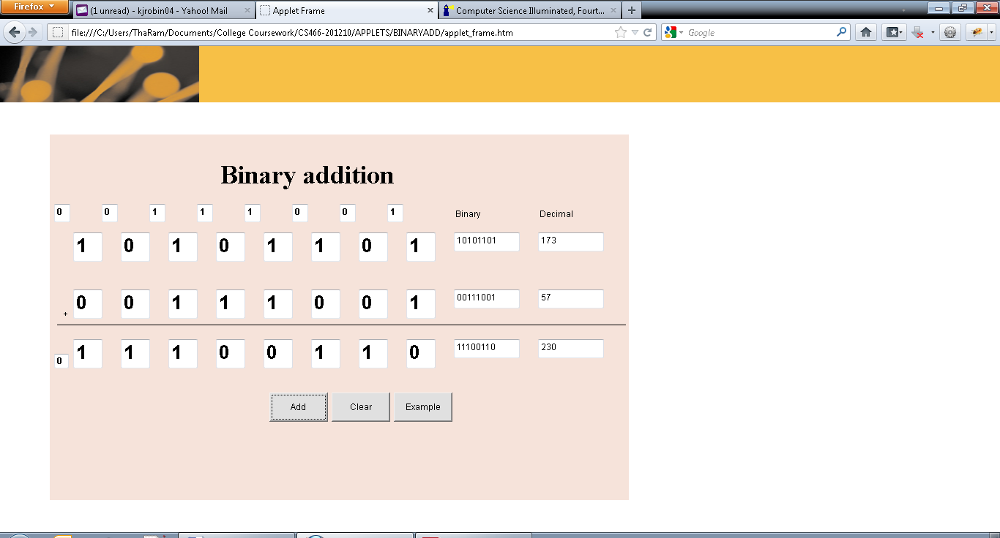 Firefox
(1 unread) - kjrobin04 - Yahoo! Mail
Applet Frame
Computer Science Illuminated, Fourt...
file:///C:/Users/ThaRam/Documents/College Coursework/CS466-201210/APPLETS/BINARYADD/applet_frame.htm
Google
Binary addition
0 0 1 1 1 0 0 1 Binary Decimal
1 0 1 0 1 1 0 1 10101101 173
+ 0 0 1 1 1 0 0 1 00111001 57
0 1 1 1 0 0 1 1 0 11100110 230
Add Clear Example